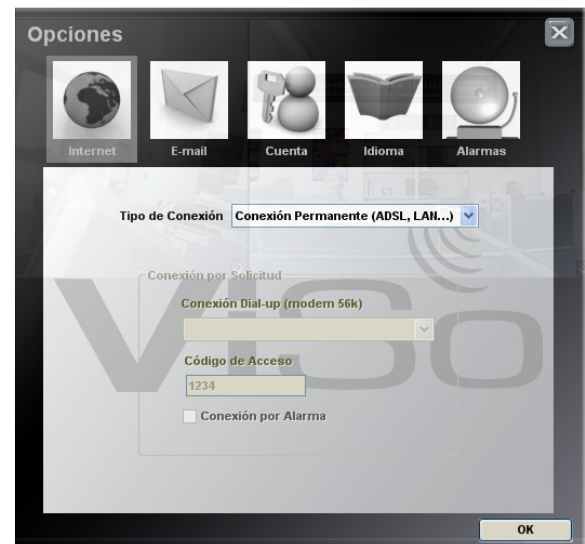 Opciones
Internet E-mail Cuenta Idioma Alarmas
Tipo de Conexión Conexión Permanente (ADSL, LAN...)
Conexión por Solicitud
Conexión Dial-up (modem 56k)
Código de Acceso
1234
Conexión por Alarma
VISO
OK